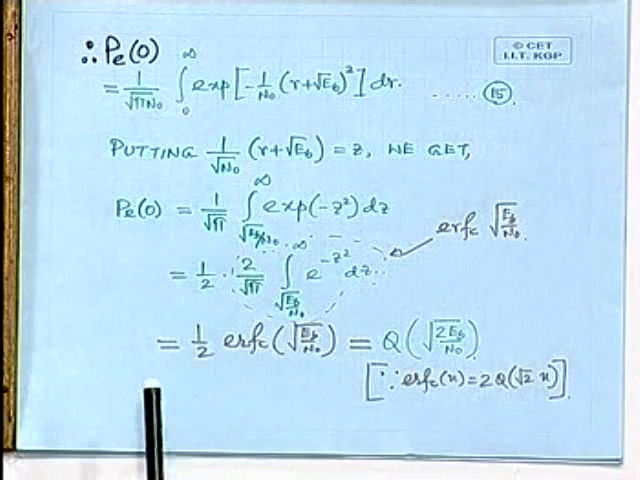 ∴ Pe(0)
© CET
I.I.T. KGP
= 1/√(πN₀) ∫₀^∞ exp[-1/N₀ (r+√E_b)²] dr. ..... (15).
PUTTING 1/√N₀ (r+√E_b) = z, WE GET,
Pe(0) = 1/√π ∫_{√(E_b/N₀)}^∞ exp(-z²) dz
erfc √(E_b/N₀)
= 1/2 · 2/√π ∫_{√(E_b/N₀)}^∞ e^{-z²} dz.
= 1/2 erfc(√(E_b/N₀)) = Q(√(2E_b/N₀))
[∵ erfc(u) = 2Q(√2 u)].